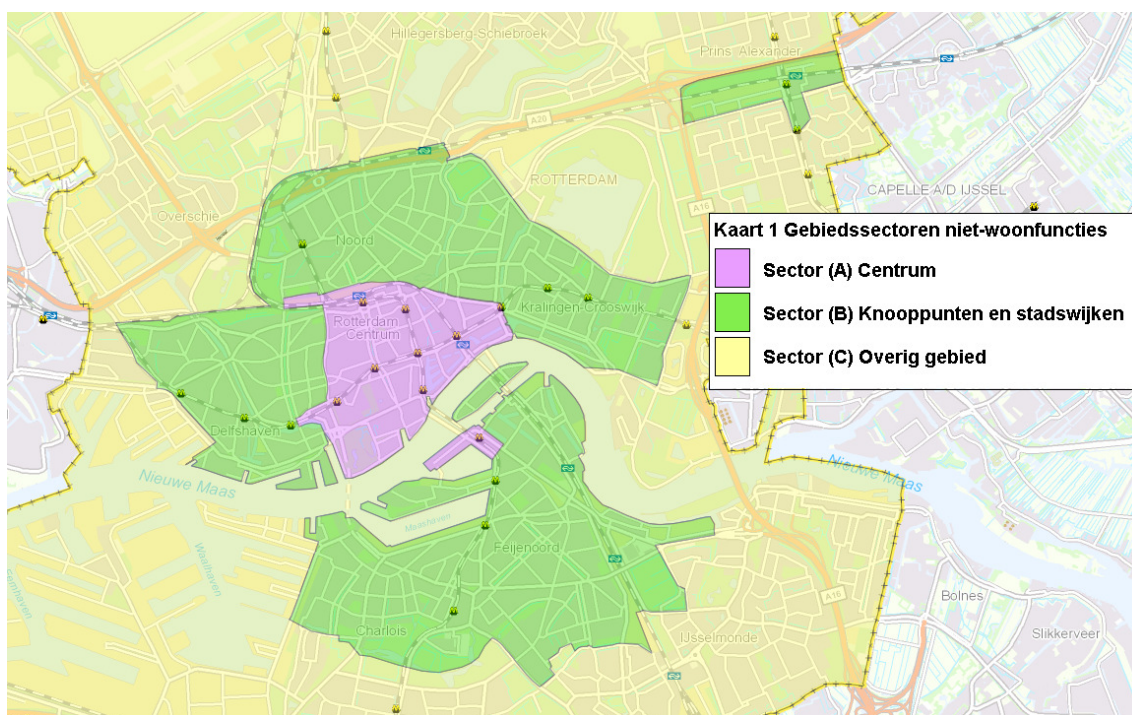 Hillegersberg-Schiebroek
Prins Alexander
A20
ROTTERDAM
CAPELLE A/D IJSSEL
Overschie
A16
Kaart 1 Gebiedssectoren niet-woonfuncties
Sector (A) Centrum
Sector (B) Knooppunten en stadswijken
Sector (C) Overig gebied
Noord
Kralingen-Crooswijk
Rotterdam
Centrum
Delfshaven
Nieuwe Maas
Nieuwe Maas
Maashaven
Feijenoord
Waalhaven
A16
Bolnes
Charlois
IJsselmonde
Slikkerveer